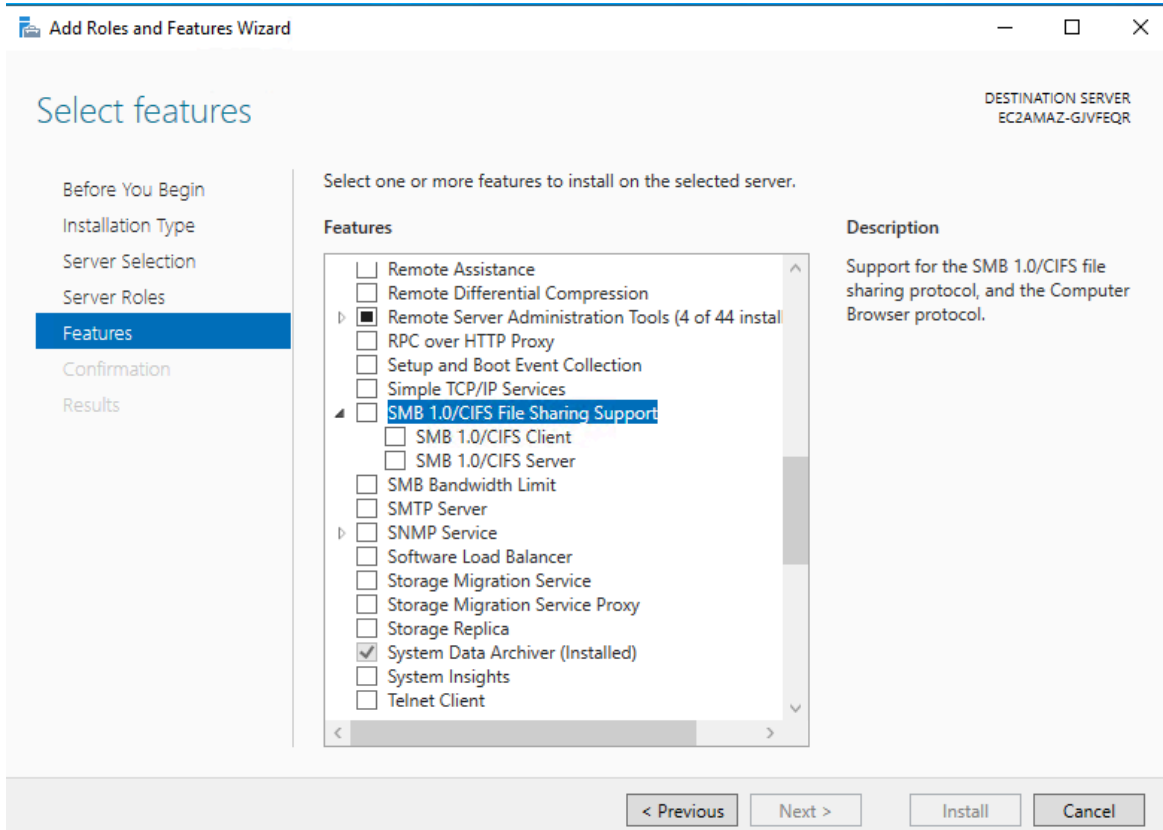 Add Roles and Features Wizard
Select features
DESTINATION SERVER
EC2AMAZ-GJVFEQR
Before You Begin
Installation Type
Server Selection
Server Roles
Features
Confirmation
Results
Select one or more features to install on the selected server.
Features
Remote Assistance
Remote Differential Compression
Remote Server Administration Tools (4 of 44 instal
RPC over HTTP Proxy
Setup and Boot Event Collection
Simple TCP/IP Services
SMB 1.0/CIFS File Sharing Support
SMB 1.0/CIFS Client
SMB 1.0/CIFS Server
SMB Bandwidth Limit
SMTP Server
SNMP Service
Software Load Balancer
Storage Migration Service
Storage Migration Service Proxy
Storage Replica
System Data Archiver (Installed)
System Insights
Telnet Client
Description
Support for the SMB 1.0/CIFS file
sharing protocol, and the Computer
Browser protocol.
< Previous
Next >
Install
Cancel